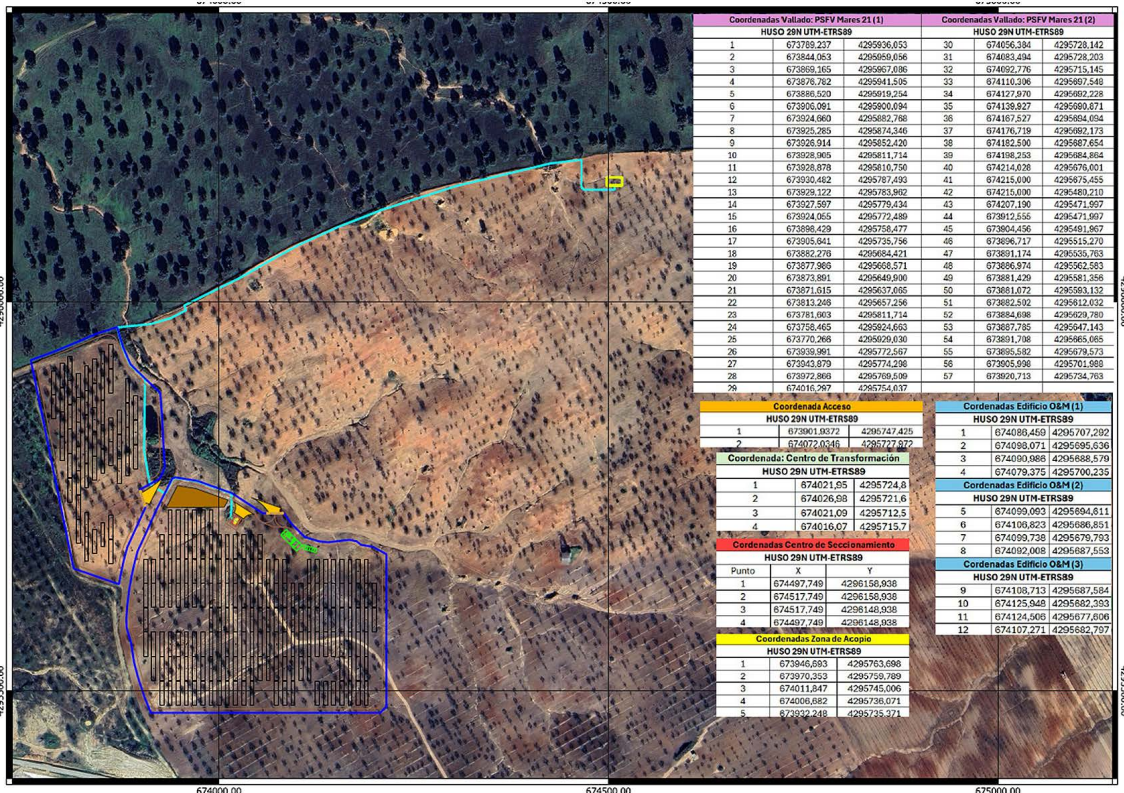 674000.00 674500.00 675000.00
Coordenadas Vallado: PSFV Mares 21 (1) Coordenadas Vallado: PSFV Mares 21 (2)
HUSO 29N UTM-ETRS89 HUSO 29N UTM-ETRS89
1 673789,237 4295936,053 30 674056,384 4295728,142
2 673844,053 4295959,056 31 674083,494 4295728,203
3 673869,165 4295967,086 32 674092,776 4295715,145
4 673876,782 4295941,505 33 674110,306 4295697,548
5 673886,520 4295919,254 34 674127,970 4295692,228
6 673906,091 4295900,094 35 674139,927 4295690,871
7 673924,660 4295882,768 36 674167,527 4295694,094
8 673925,285 4295874,346 37 674176,719 4295692,173
9 673926,914 4295852,420 38 674182,500 4295687,654
10 673928,905 4295811,714 39 674198,253 4295684,864
11 673928,878 4295810,750 40 674214,028 4295676,001
12 673930,482 4295787,493 41 674215,000 4295675,455
13 673929,122 4295783,962 42 674215,000 4295480,210
14 673927,597 4295779,434 43 674207,190 4295471,997
15 673924,055 4295772,489 44 673912,555 4295471,997
16 673898,429 4295758,477 45 673904,456 4295491,967
17 673905,641 4295735,756 46 673896,717 4295515,270
18 673882,276 4295684,421 47 673891,174 4295535,763
19 673877,986 4295668,571 48 673886,974 4295562,583
20 673873,891 4295649,900 49 673881,429 4295581,356
21 673871,615 4295637,065 50 673881,072 4295593,132
22 673813,246 4295657,256 51 673882,502 4295612,032
23 673781,603 4295811,714 52 673884,698 4295629,780
24 673758,465 4295924,663 53 673887,785 4295647,143
25 673770,266 4295929,030 54 673891,708 4295665,065
26 673939,991 4295772,567 55 673895,582 4295679,573
27 673943,879 4295774,298 56 673905,998 4295701,988
28 673972,866 4295769,509 57 673920,713 4295734,763
29 674016,297 4295754,037
Coordenada Acceso
HUSO 29N UTM-ETRS89
1 673901,9372 4295747,425
2 674072,0346 4295727,972
Coordenada: Centro de Transformación
HUSO 29N UTM-ETRS89
1 674021,95 4295724,8
2 674026,98 4295721,6
3 674021,09 4295712,5
4 674016,07 4295715,7
Coordenadas Centro de Seccionamiento
HUSO 29N UTM-ETRS89
Punto X Y
1 674497,749 4296158,938
2 674517,749 4296158,938
3 674517,749 4296148,938
4 674497,749 4296148,938
Coordenadas Zona de Acopio
HUSO 29N UTM-ETRS89
1 673946,693 4295763,698
2 673970,353 4295759,789
3 674011,847 4295745,006
4 674006,682 4295736,071
5 673932,248 4295735,371
Cordenadas Edificio O&M (1)
HUSO 29N UTM-ETRS89
1 674086,459 4295707,292
2 674098,071 4295695,636
3 674090,986 4295688,579
4 674079,375 4295700,235
Cordenadas Edificio O&M (2)
HUSO 29N UTM-ETRS89
5 674099,093 4295694,611
6 674106,823 4295686,851
7 674099,738 4295679,793
8 674092,008 4295687,553
Cordenadas Edificio O&M (3)
HUSO 29N UTM-ETRS89
9 674108,713 4295687,584
10 674125,948 4295682,393
11 674124,506 4295677,606
12 674107,271 4295682,797
674000.00 674500.00 675000.00